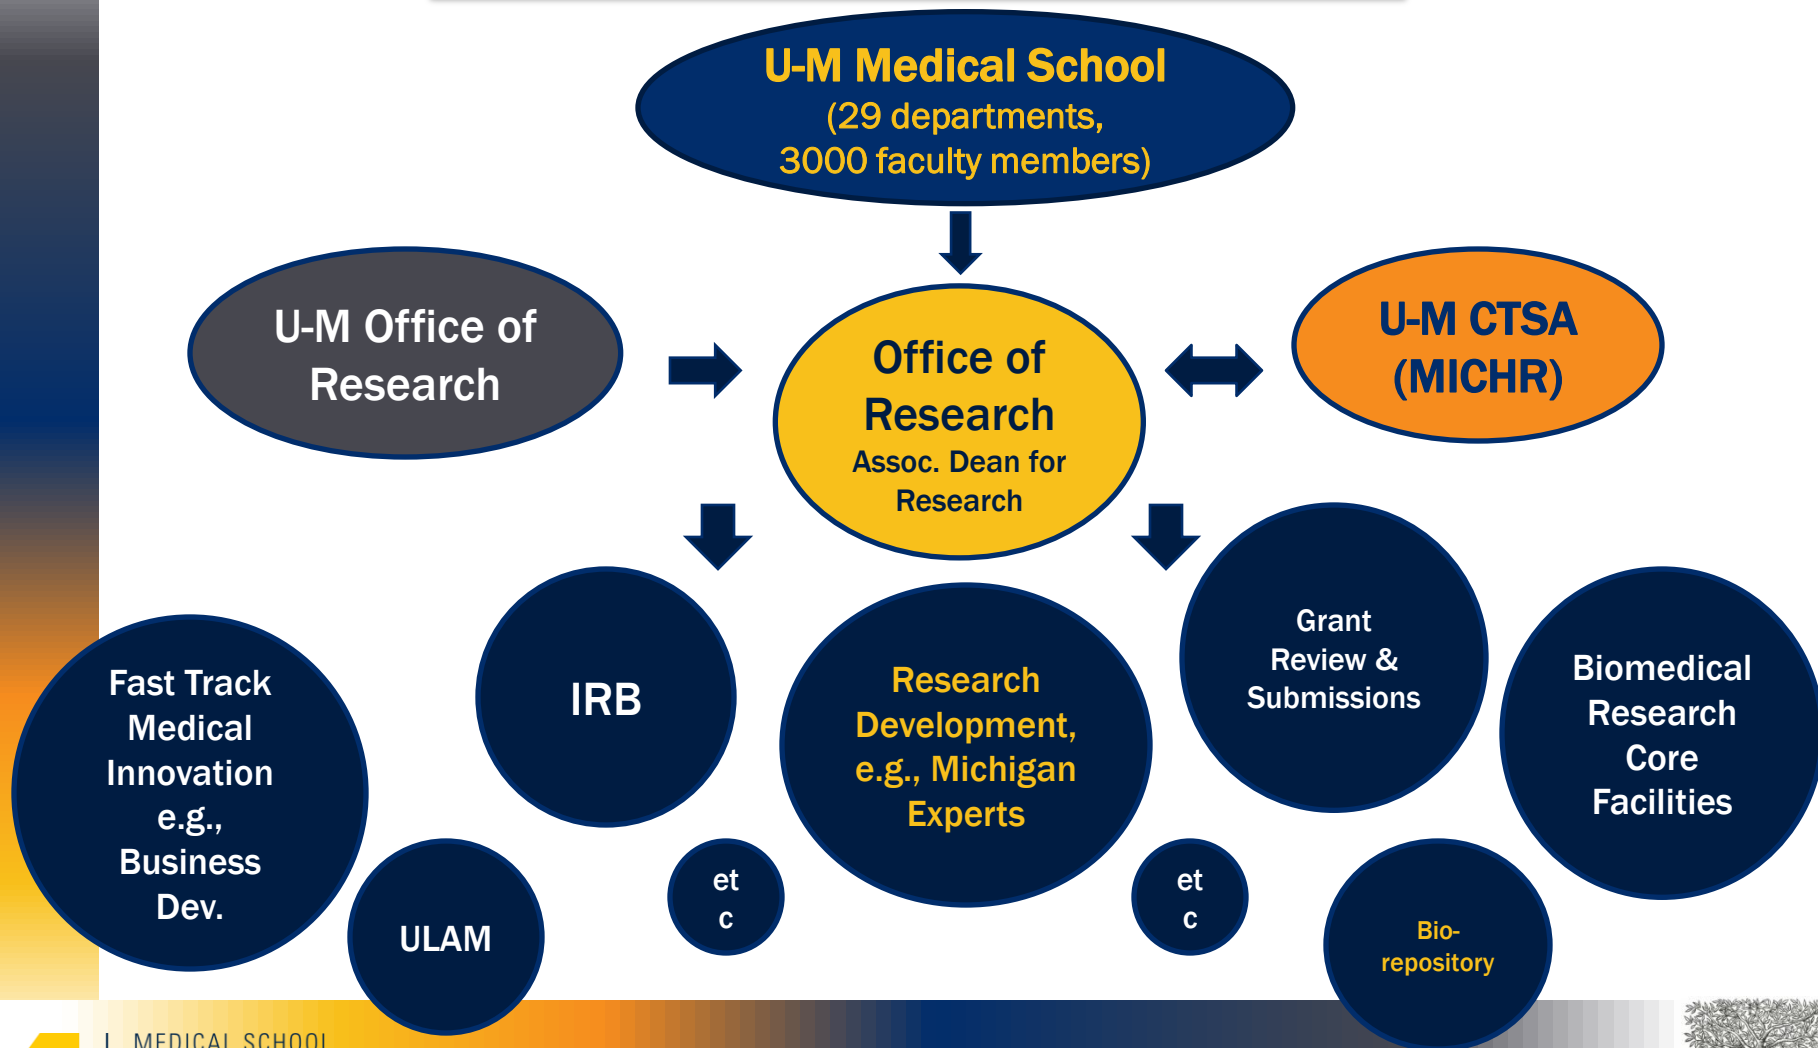 U-M Medical School
(29 departments,
3000 faculty members)
U-M Office of
Research
Office of
Research
Assoc. Dean for
Research
U-M CTSA
(MICHR)
Fast Track
Medical
Innovation
e.g.,
Business
Dev.
IRB
Research
Development,
e.g., Michigan
Experts
Grant
Review &
Submissions
Biomedical
Research
Core
Facilities
ULAM
et
c
et
c
Bio-
repository
MEDICAL SCHOOL